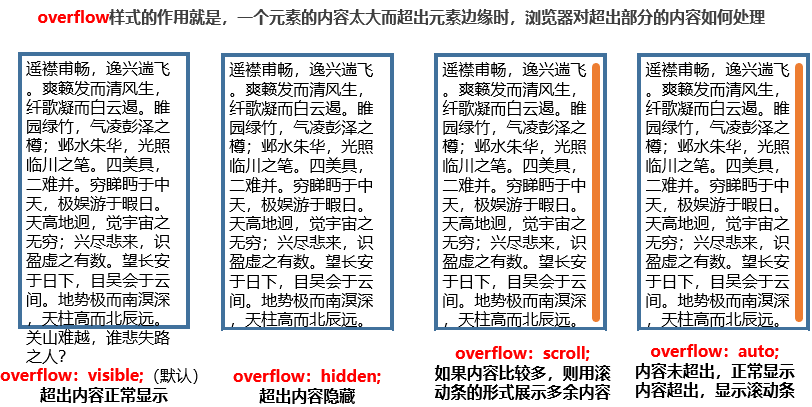 overflow样式的作用就是，一个元素的内容太大而超出元素边缘时，浏览器对超出部分的内容如何处理
遥襟甫畅，逸兴遄飞
。爽籁发而清风生，
纤歌凝而白云遏。睢
园绿竹，气凌彭泽之
樽；邺水朱华，光照
临川之笔。四美具，
二难并。穷睇眄于中
天，极娱游于暇日。
天高地迥，觉宇宙之
无穷；兴尽悲来，识
盈虚之有数。望长安
于日下，目吴会于云
间。地势极而南溟深
，天柱高而北辰远。
关山难越，谁悲失路
之人？
overflow：visible;（默认）
超出内容正常显示
遥襟甫畅，逸兴遄飞
。爽籁发而清风生，
纤歌凝而白云遏。睢
园绿竹，气凌彭泽之
樽；邺水朱华，光照
临川之笔。四美具，
二难并。穷睇眄于中
天，极娱游于暇日。
天高地迥，觉宇宙之
无穷；兴尽悲来，识
盈虚之有数。望长安
于日下，目吴会于云
间。地势极而南溟深
，天柱高而北辰远。
overflow：hidden;
超出内容隐藏
遥襟甫畅，逸兴遄飞
。爽籁发而清风生，
纤歌凝而白云遏。睢
园绿竹，气凌彭泽之
樽；邺水朱华，光照
临川之笔。四美具，
二难并。穷睇眄于中
天，极娱游于暇日。
天高地迥，觉宇宙之
无穷；兴尽悲来，识
盈虚之有数。望长安
于日下，目吴会于云
间。地势极而南溟深
，天柱高而北辰远。
overflow：scroll;
如果内容比较多，则用滚
动条的形式展示多余内容
遥襟甫畅，逸兴遄飞
。爽籁发而清风生，
纤歌凝而白云遏。睢
园绿竹，气凌彭泽之
樽；邺水朱华，光照
临川之笔。四美具，
二难并。穷睇眄于中
天，极娱游于暇日。
天高地迥，觉宇宙之
无穷；兴尽悲来，识
盈虚之有数。望长安
于日下，目吴会于云
间。地势极而南溟深
，天柱高而北辰远。
overflow：auto;
内容未超出，正常显示
内容超出，显示滚动条